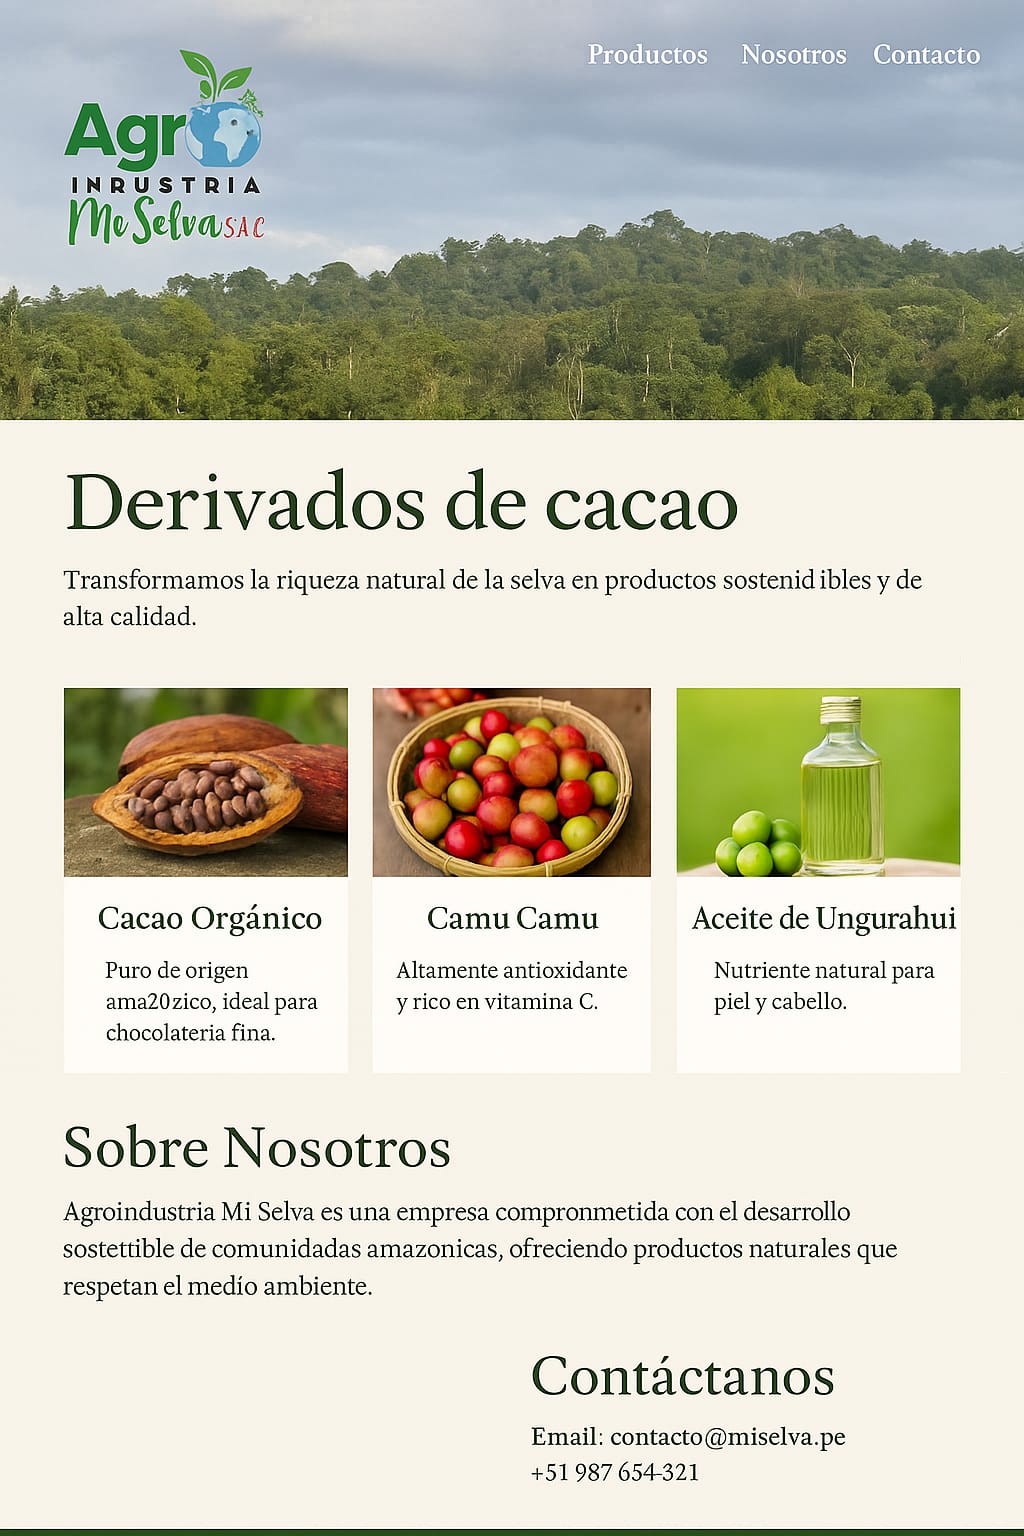 Productos Nosotros Contacto
Agro
INRUSTRIA
Me Selva SAC
Derivados de cacao
Transformamos la riqueza natural de la selva en productos sostenid ibles y de
alta calidad.
Cacao Orgánico
Puro de origen
ama20zico, ideal para
chocolateria fina.
Camu Camu
Altamente antioxidante
y rico en vitamina C.
Aceite de Ungurahui
Nutriente natural para
piel y cabello.
Sobre Nosotros
Agroindustria Mi Selva es una empresa compronmetida con el desarrollo
sostettible de comunidadas amazonicas, ofreciendo productos naturales que
respetan el medío ambiente.
Contáctanos
Email: contacto@miselva.pe
+51 987 654-321